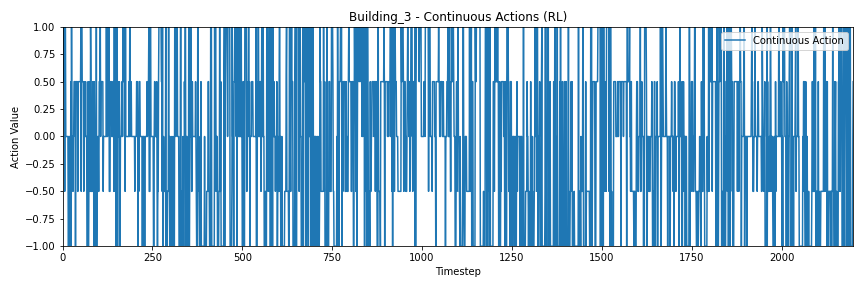 Building_3 - Continuous Actions (RL)
Continuous Action
Action Value
1.00
0.75
0.50
0.25
0.00
−0.25
−0.50
−0.75
−1.00
0 250 500 750 1000 1250 1500 1750 2000
Timestep